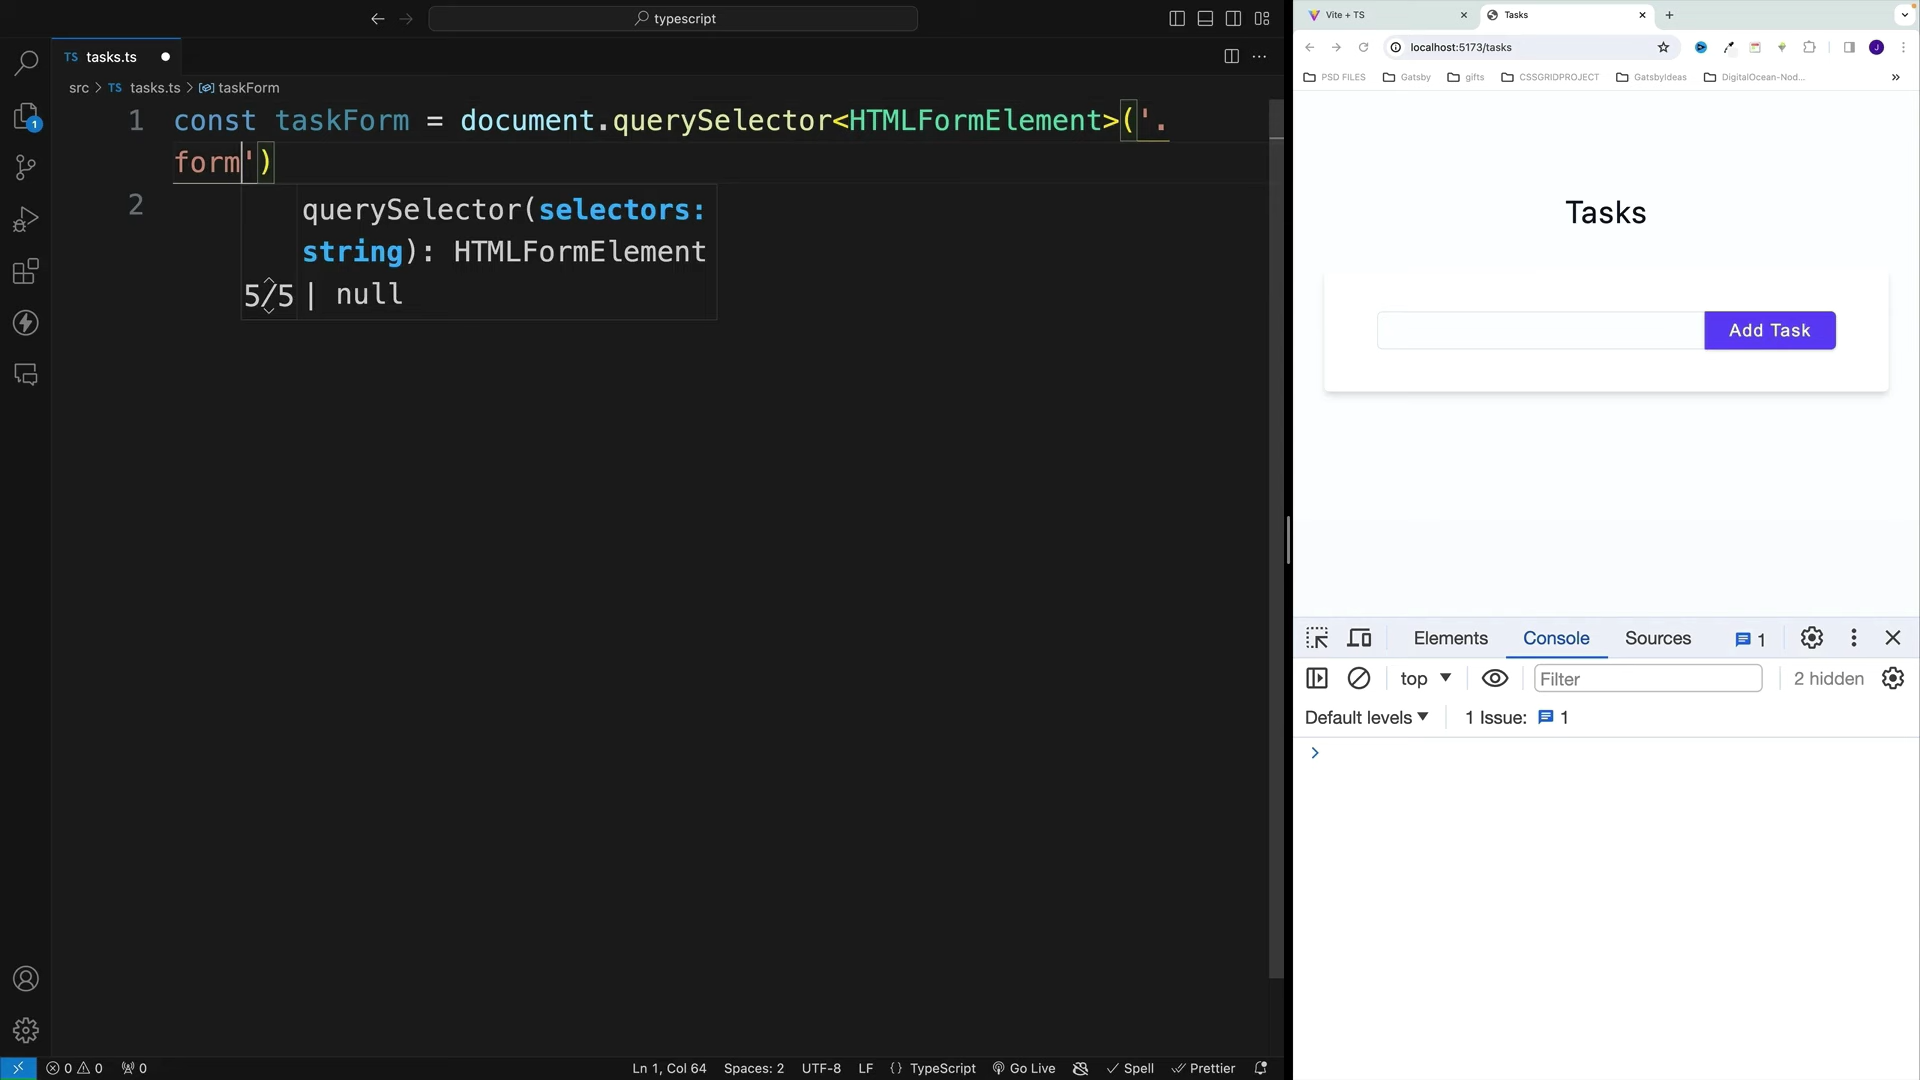 typescript
TS tasks.ts
src > TS tasks.ts > taskForm
1 const taskForm = document.querySelector<HTMLFormElement>('.
form')
2
querySelector(selectors:
string): HTMLFormElement
5/5 | null
1
0 0 0
Ln 1, Col 64 Spaces: 2 UTF-8 LF {} TypeScript Go Live Spell Prettier
Vite + TS
Tasks
localhost:5173/tasks
J
PSD FILES Gatsby gifts CSSGRIDPROJECT GatsbyIdeas DigitalOcean-Nod...
Tasks
Add Task
Elements Console Sources 1
top Filter 2 hidden
Default levels 1 Issue: 1
>